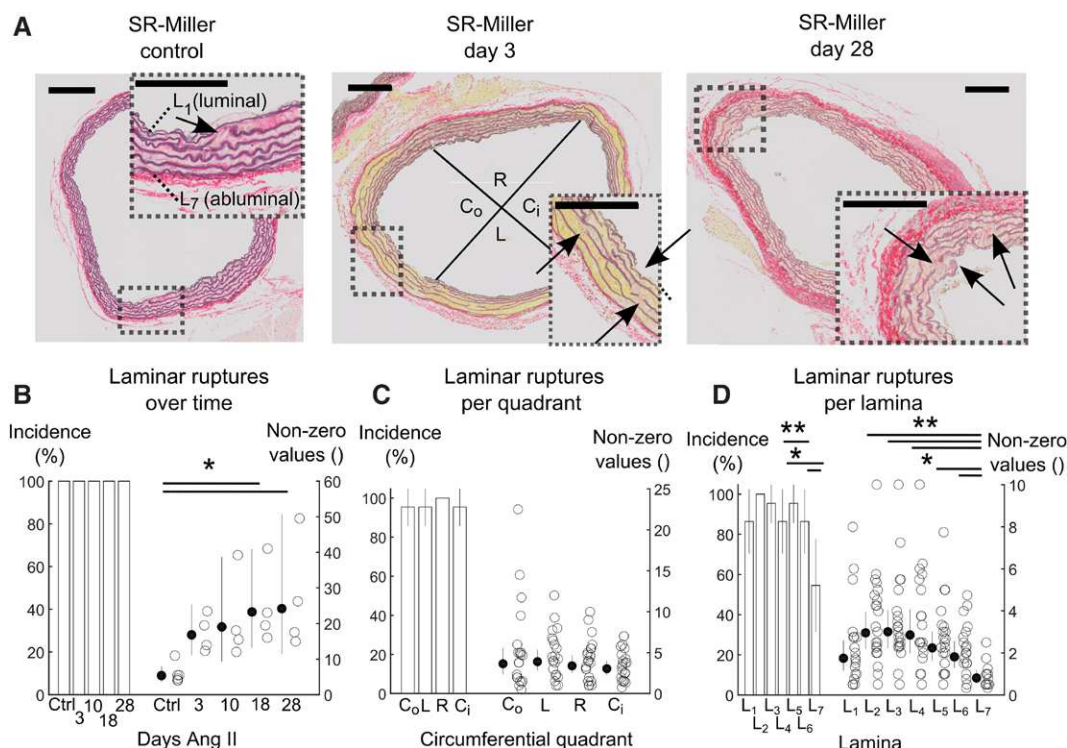 A
SR-Miller
control
SR-Miller
day 3
SR-Miller
day 28
L1 (luminal)
L7 (abluminal)
R
Co Ci
L
B
Laminar ruptures
over time
C
Laminar ruptures
per quadrant
D
Laminar ruptures
per lamina
Incidence
(%)
Non-zero
values ()
*
100
80
60
40
20
0
60
50
40
30
20
10
0
Ctrl 3 10 18 28
Ctrl 3 10 18 28
Days Ang II
Incidence
(%)
Non-zero
values ()
100
80
60
40
20
0
25
20
15
10
5
0
Co L R Ci
Co L R Ci
Circumferential quadrant
Incidence
(%)
Non-zero
values ()
**
*
**
*
100
80
60
40
20
0
10
8
6
4
2
0
L1 L2 L3 L4 L5 L6 L7
L1 L2 L3 L4 L5 L6 L7
Lamina